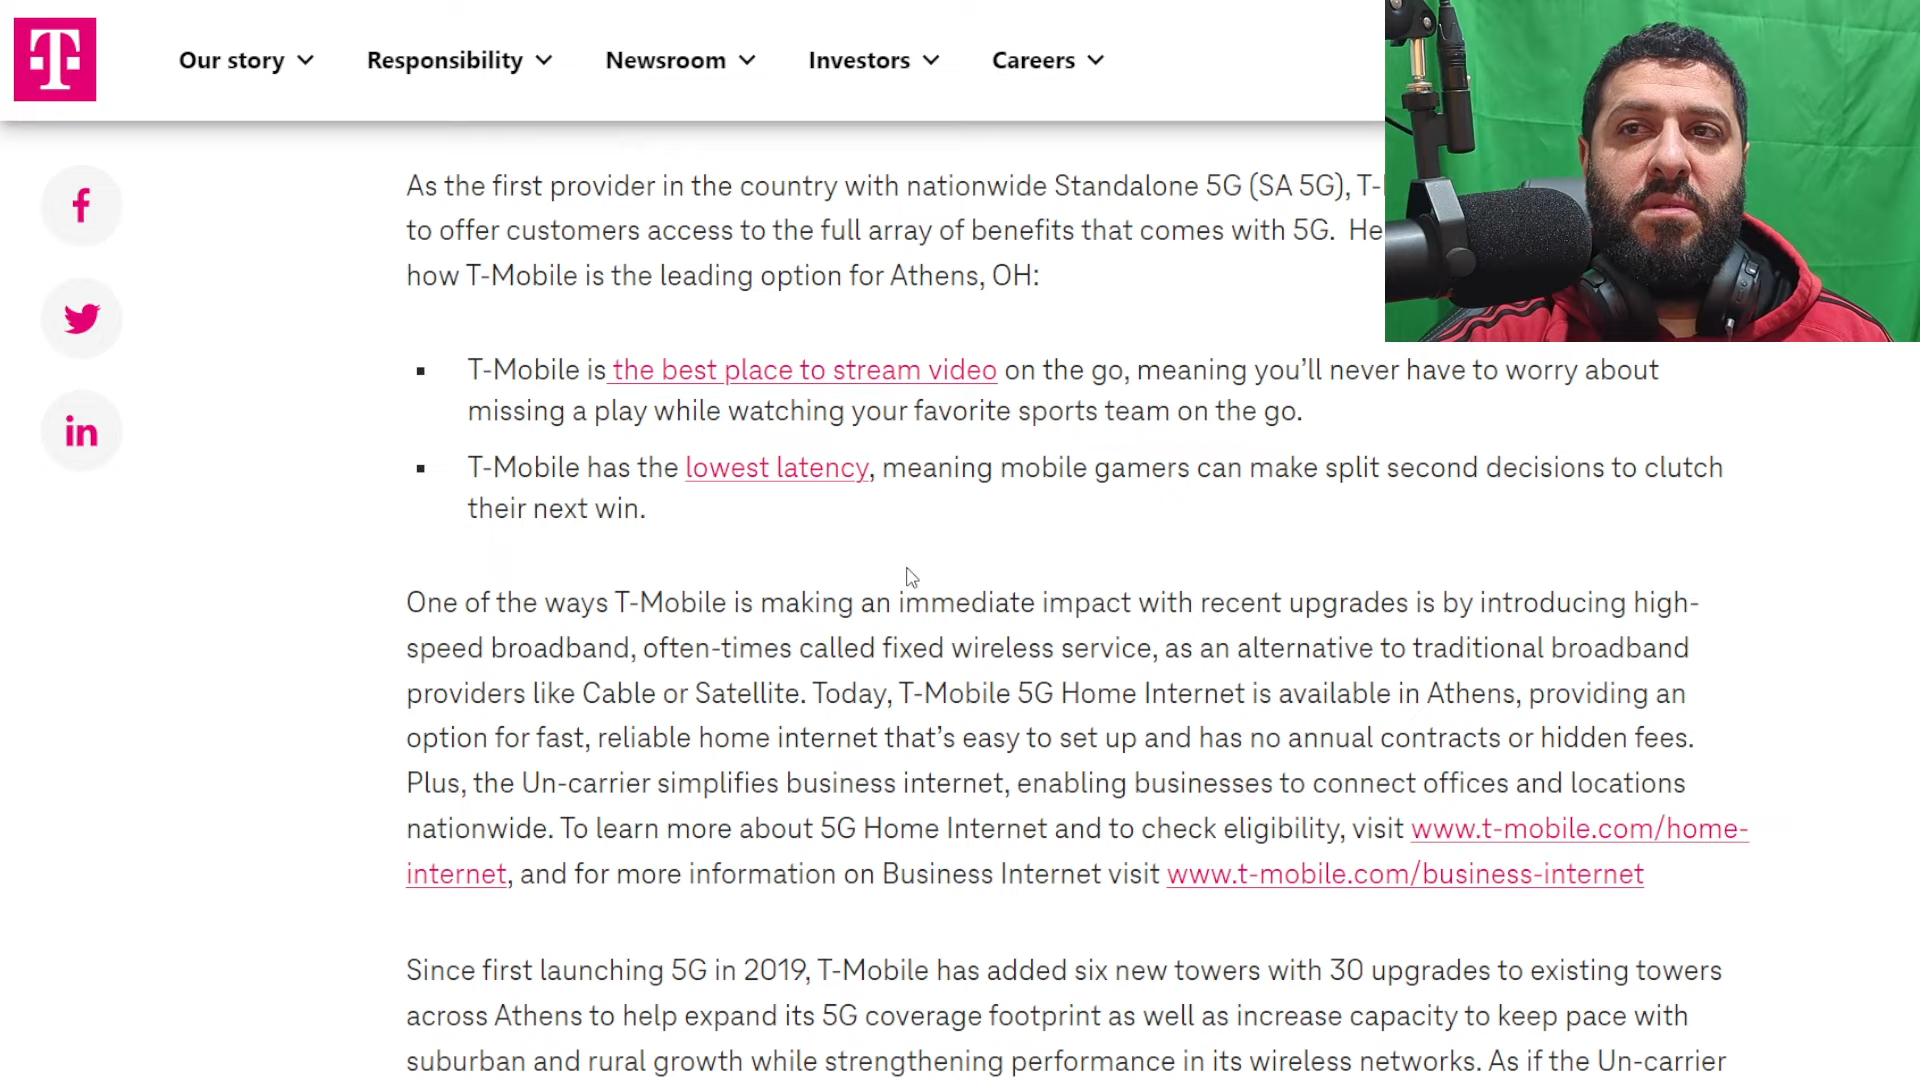 T
Our story
Responsibility
Newsroom
Investors
Careers
f
in
As the first provider in the country with nationwide Standalone 5G (SA 5G), T-
to offer customers access to the full array of benefits that comes with 5G. He
how T-Mobile is the leading option for Athens, OH:
▪ T-Mobile is the best place to stream video on the go, meaning you’ll never have to worry about
missing a play while watching your favorite sports team on the go.
▪ T-Mobile has the lowest latency, meaning mobile gamers can make split second decisions to clutch
their next win.
One of the ways T-Mobile is making an immediate impact with recent upgrades is by introducing high-
speed broadband, often-times called fixed wireless service, as an alternative to traditional broadband
providers like Cable or Satellite. Today, T-Mobile 5G Home Internet is available in Athens, providing an
option for fast, reliable home internet that’s easy to set up and has no annual contracts or hidden fees.
Plus, the Un-carrier simplifies business internet, enabling businesses to connect offices and locations
nationwide. To learn more about 5G Home Internet and to check eligibility, visit www.t-mobile.com/home-
internet, and for more information on Business Internet visit www.t-mobile.com/business-internet
Since first launching 5G in 2019, T-Mobile has added six new towers with 30 upgrades to existing towers
across Athens to help expand its 5G coverage footprint as well as increase capacity to keep pace with
suburban and rural growth while strengthening performance in its wireless networks. As if the Un-carrier